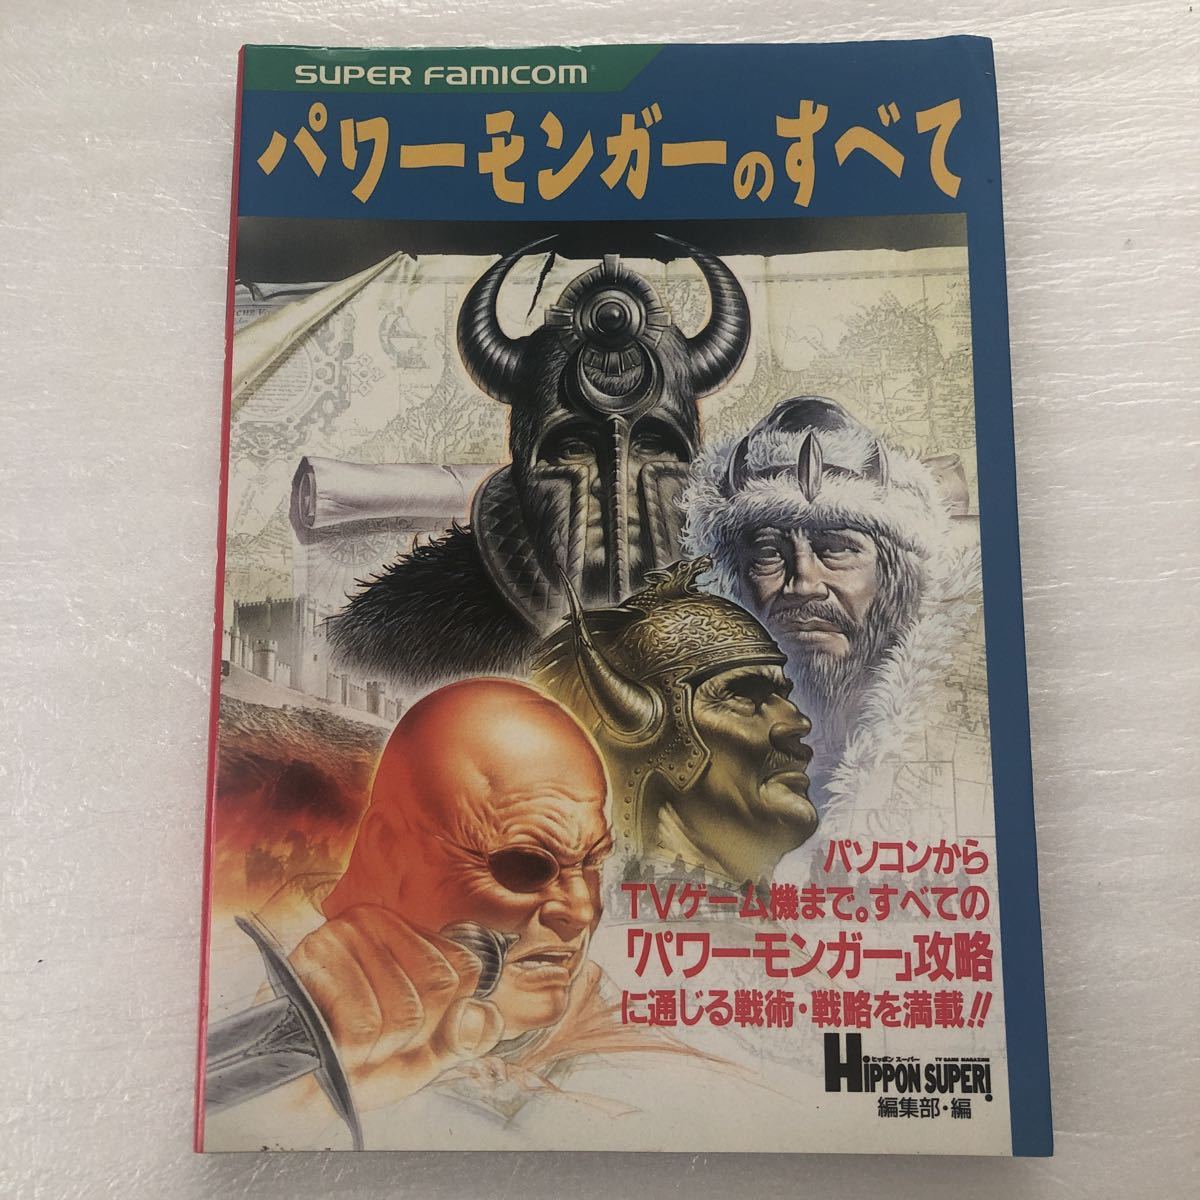 SUPER FAMICOM
パワーモンガーのすべて
パソコンから
TVゲーム機まで。すべての
「パワーモンガー」攻略
に通じる戦術・戦略を満載!!
ヒッポン スーパー TV GAME MAGAZINE
HIPPON SUPER!
編集部・編